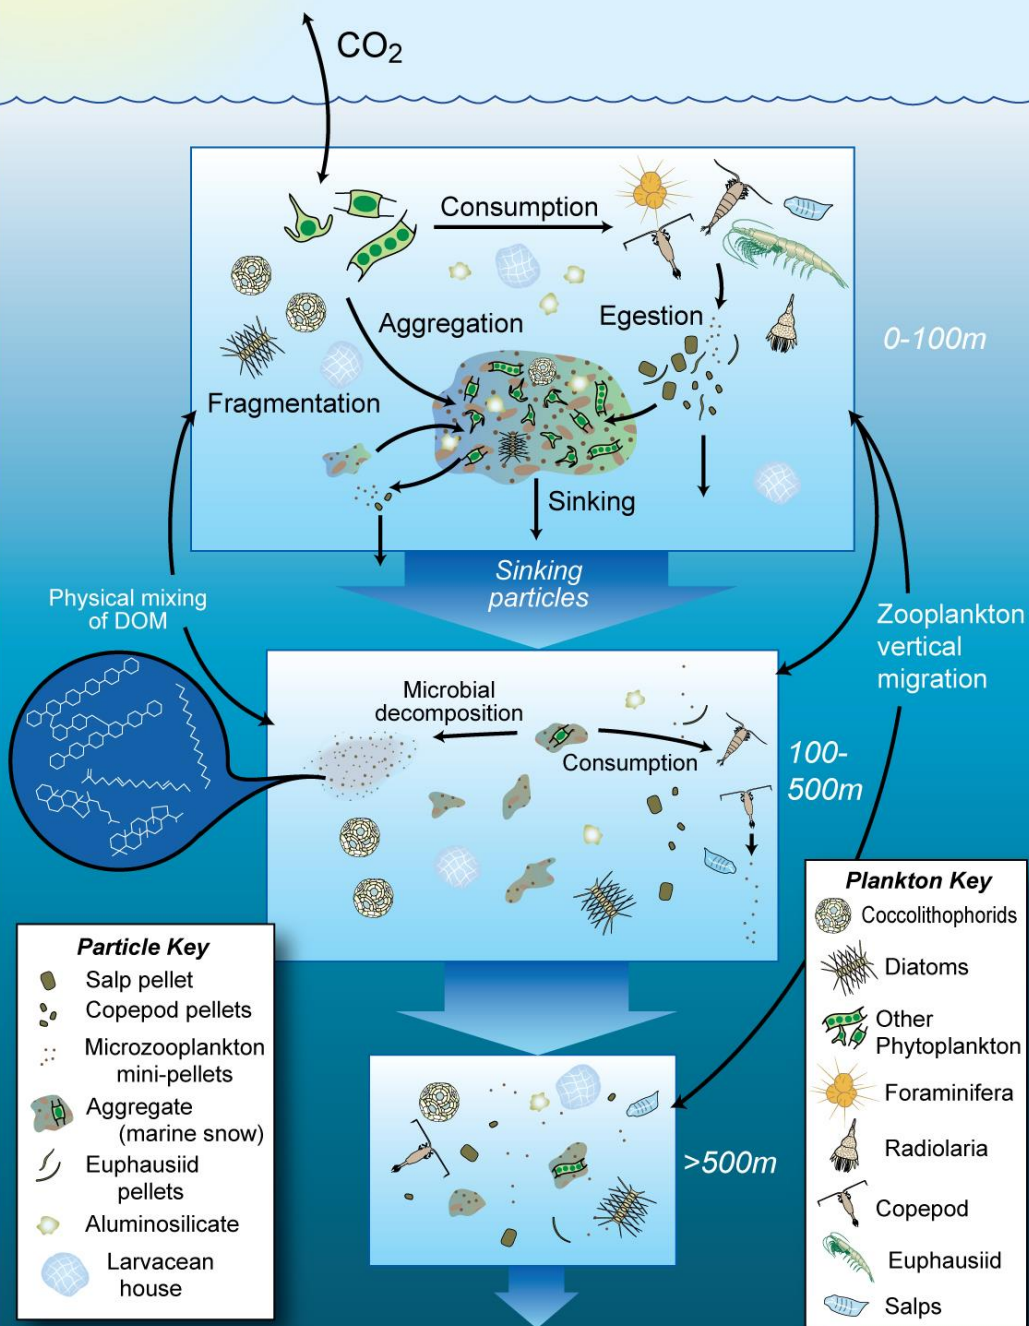 CO₂
Consumption
Aggregation
Egestion
Fragmentation
Sinking
0-100m
Sinking
particles
Physical mixing
of DOM
Zooplankton
vertical
migration
Microbial
decomposition
Consumption
100-
500m
Particle Key
Salp pellet
Copepod pellets
Microzooplankton
mini-pellets
Aggregate
(marine snow)
Euphausiid
pellets
Aluminosilicate
Larvacean
house
>500m
Plankton Key
Coccolithophorids
Diatoms
Other
Phytoplankton
Foraminifera
Radiolaria
Copepod
Euphausiid
Salps